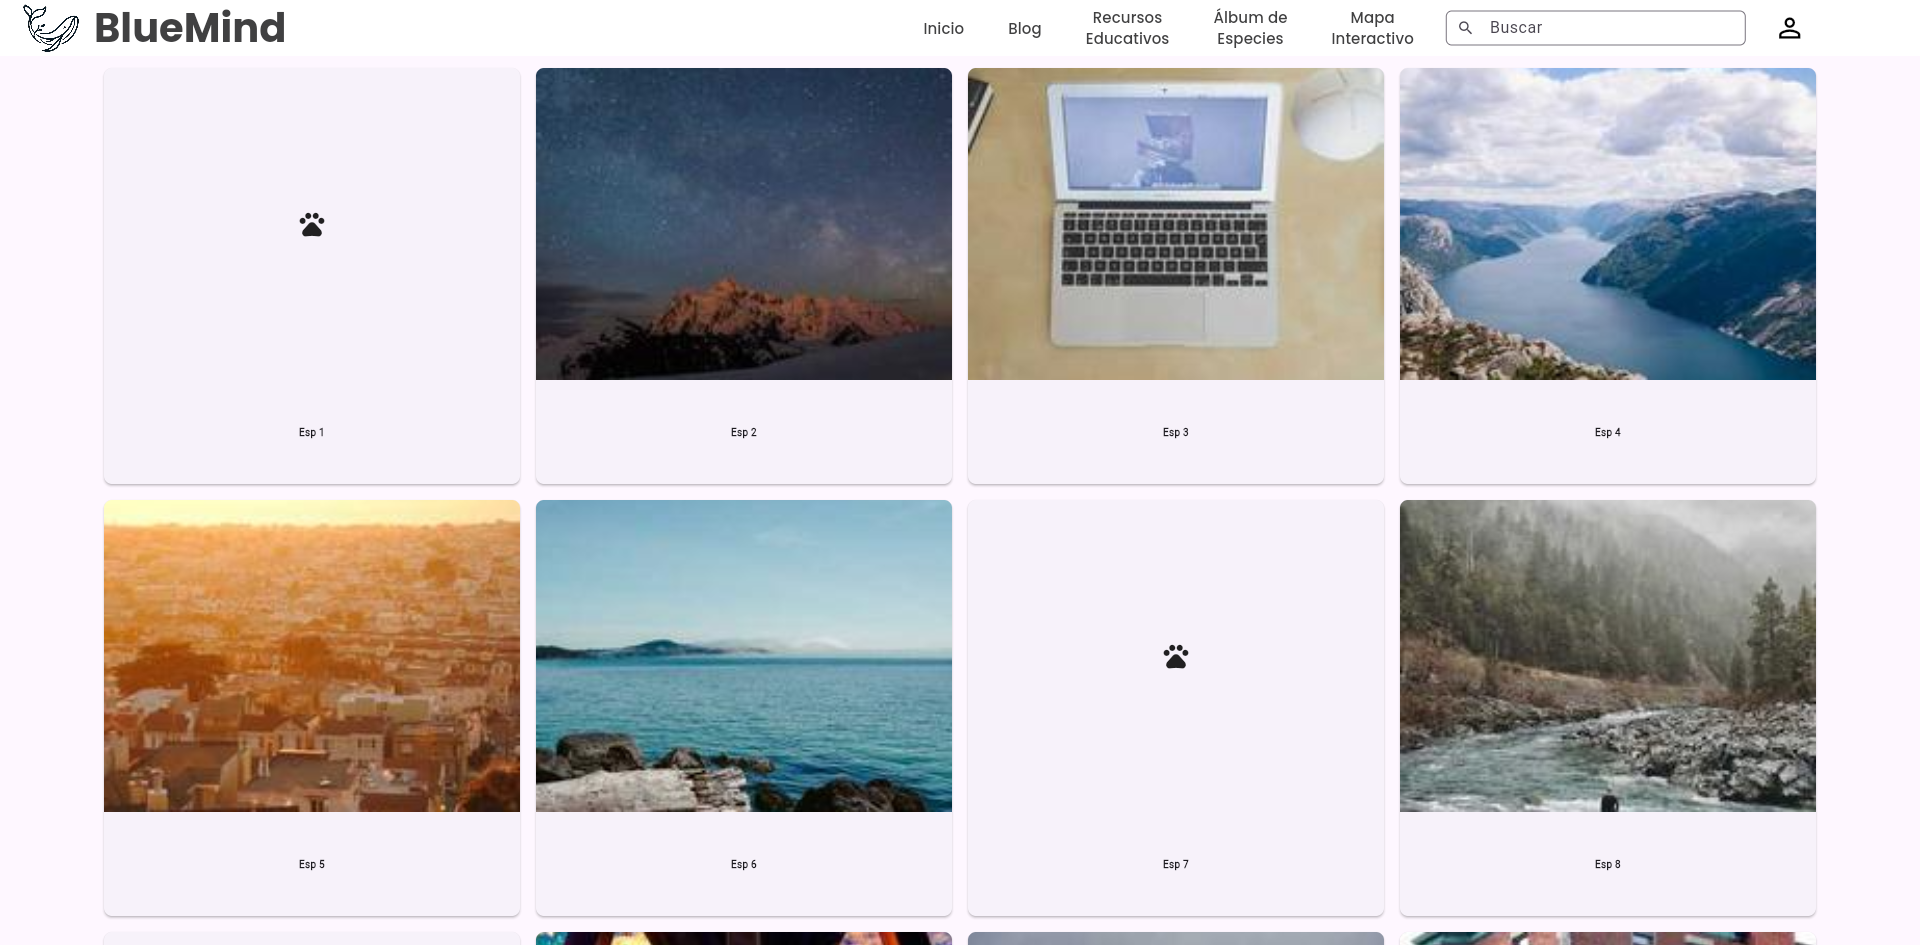 BlueMind
Inicio
Blog
Recursos
Educativos
Álbum de
Especies
Mapa
Interactivo
Buscar
Esp 1
Esp 2
Esp 3
Esp 4
Esp 5
Esp 6
Esp 7
Esp 8